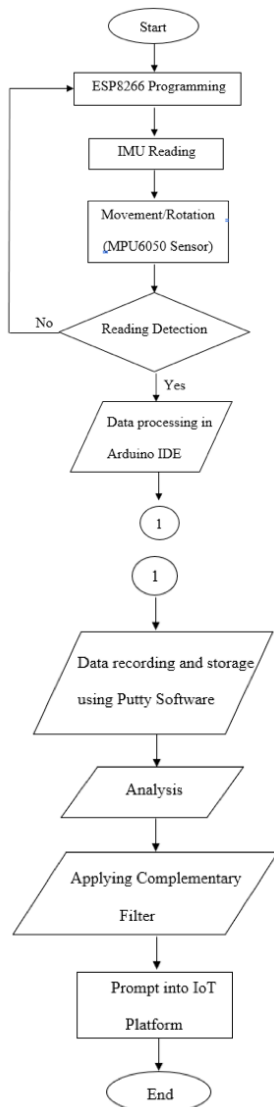 Start
ESP8266 Programming
IMU Reading
Movement/Rotation
(MPU6050 Sensor)
No
Reading Detection
Yes
Data processing in
Arduino IDE
1
1
Data recording and storage
using Putty Software
Analysis
Applying Complementary
Filter
Prompt into IoT
Platform
End